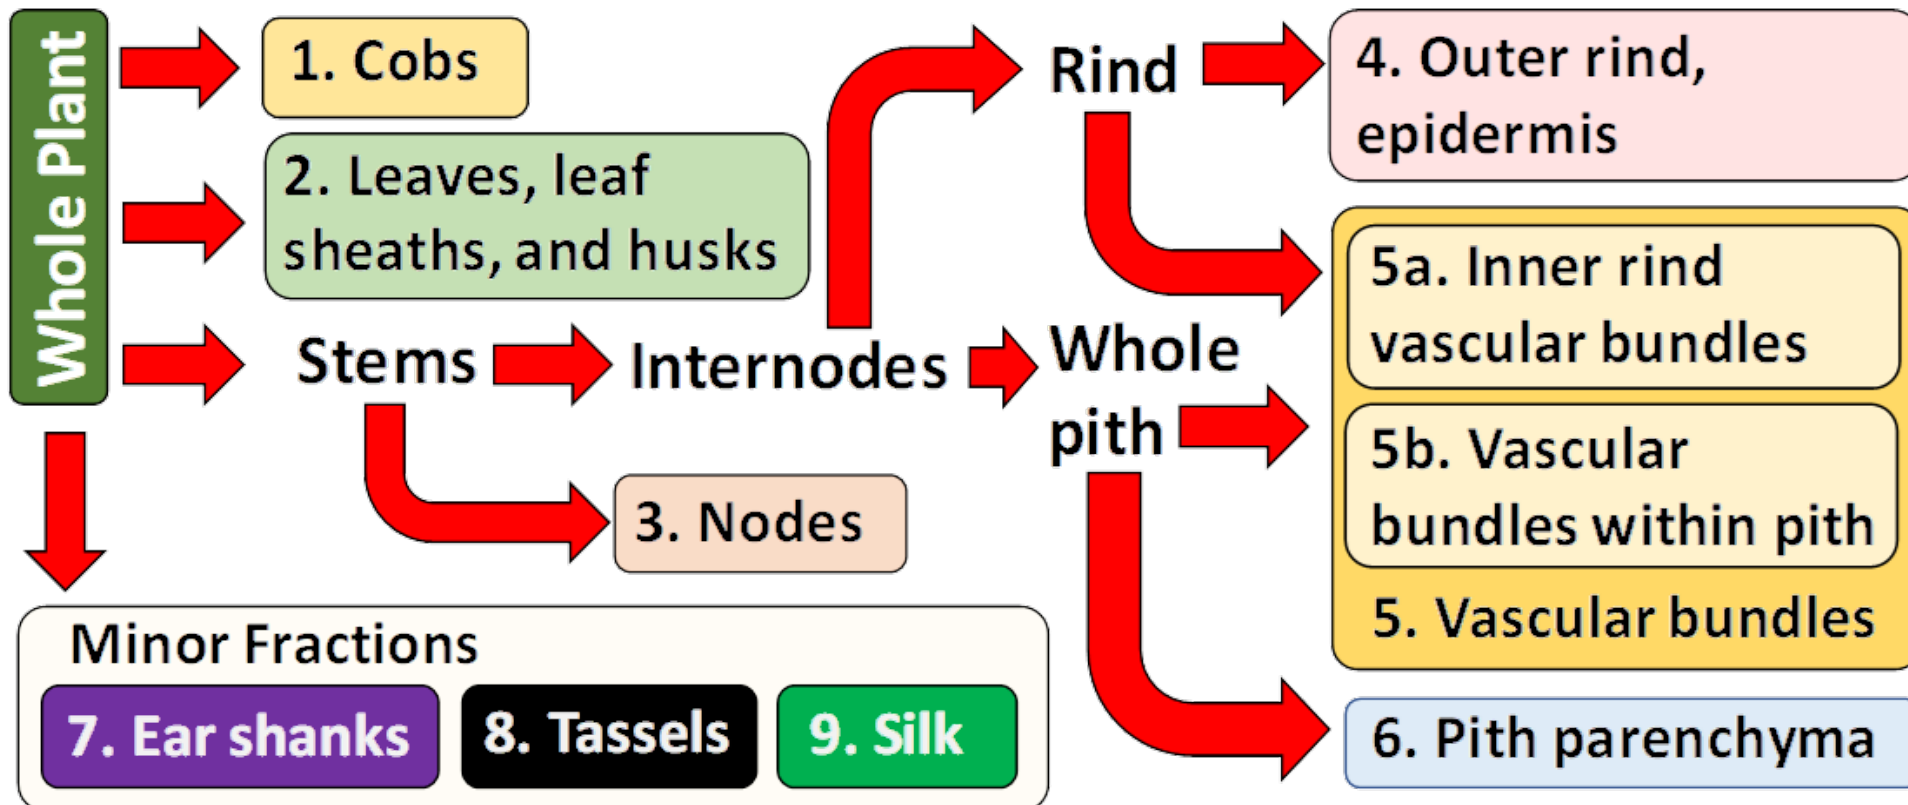 Whole Plant
1. Cobs
2. Leaves, leaf
sheaths, and husks
Stems
Internodes
3. Nodes
Rind
Whole
pith
4. Outer rind,
epidermis
5a. Inner rind
vascular bundles
5b. Vascular
bundles within pith
5. Vascular bundles
6. Pith parenchyma
Minor Fractions
7. Ear shanks
8. Tassels
9. Silk